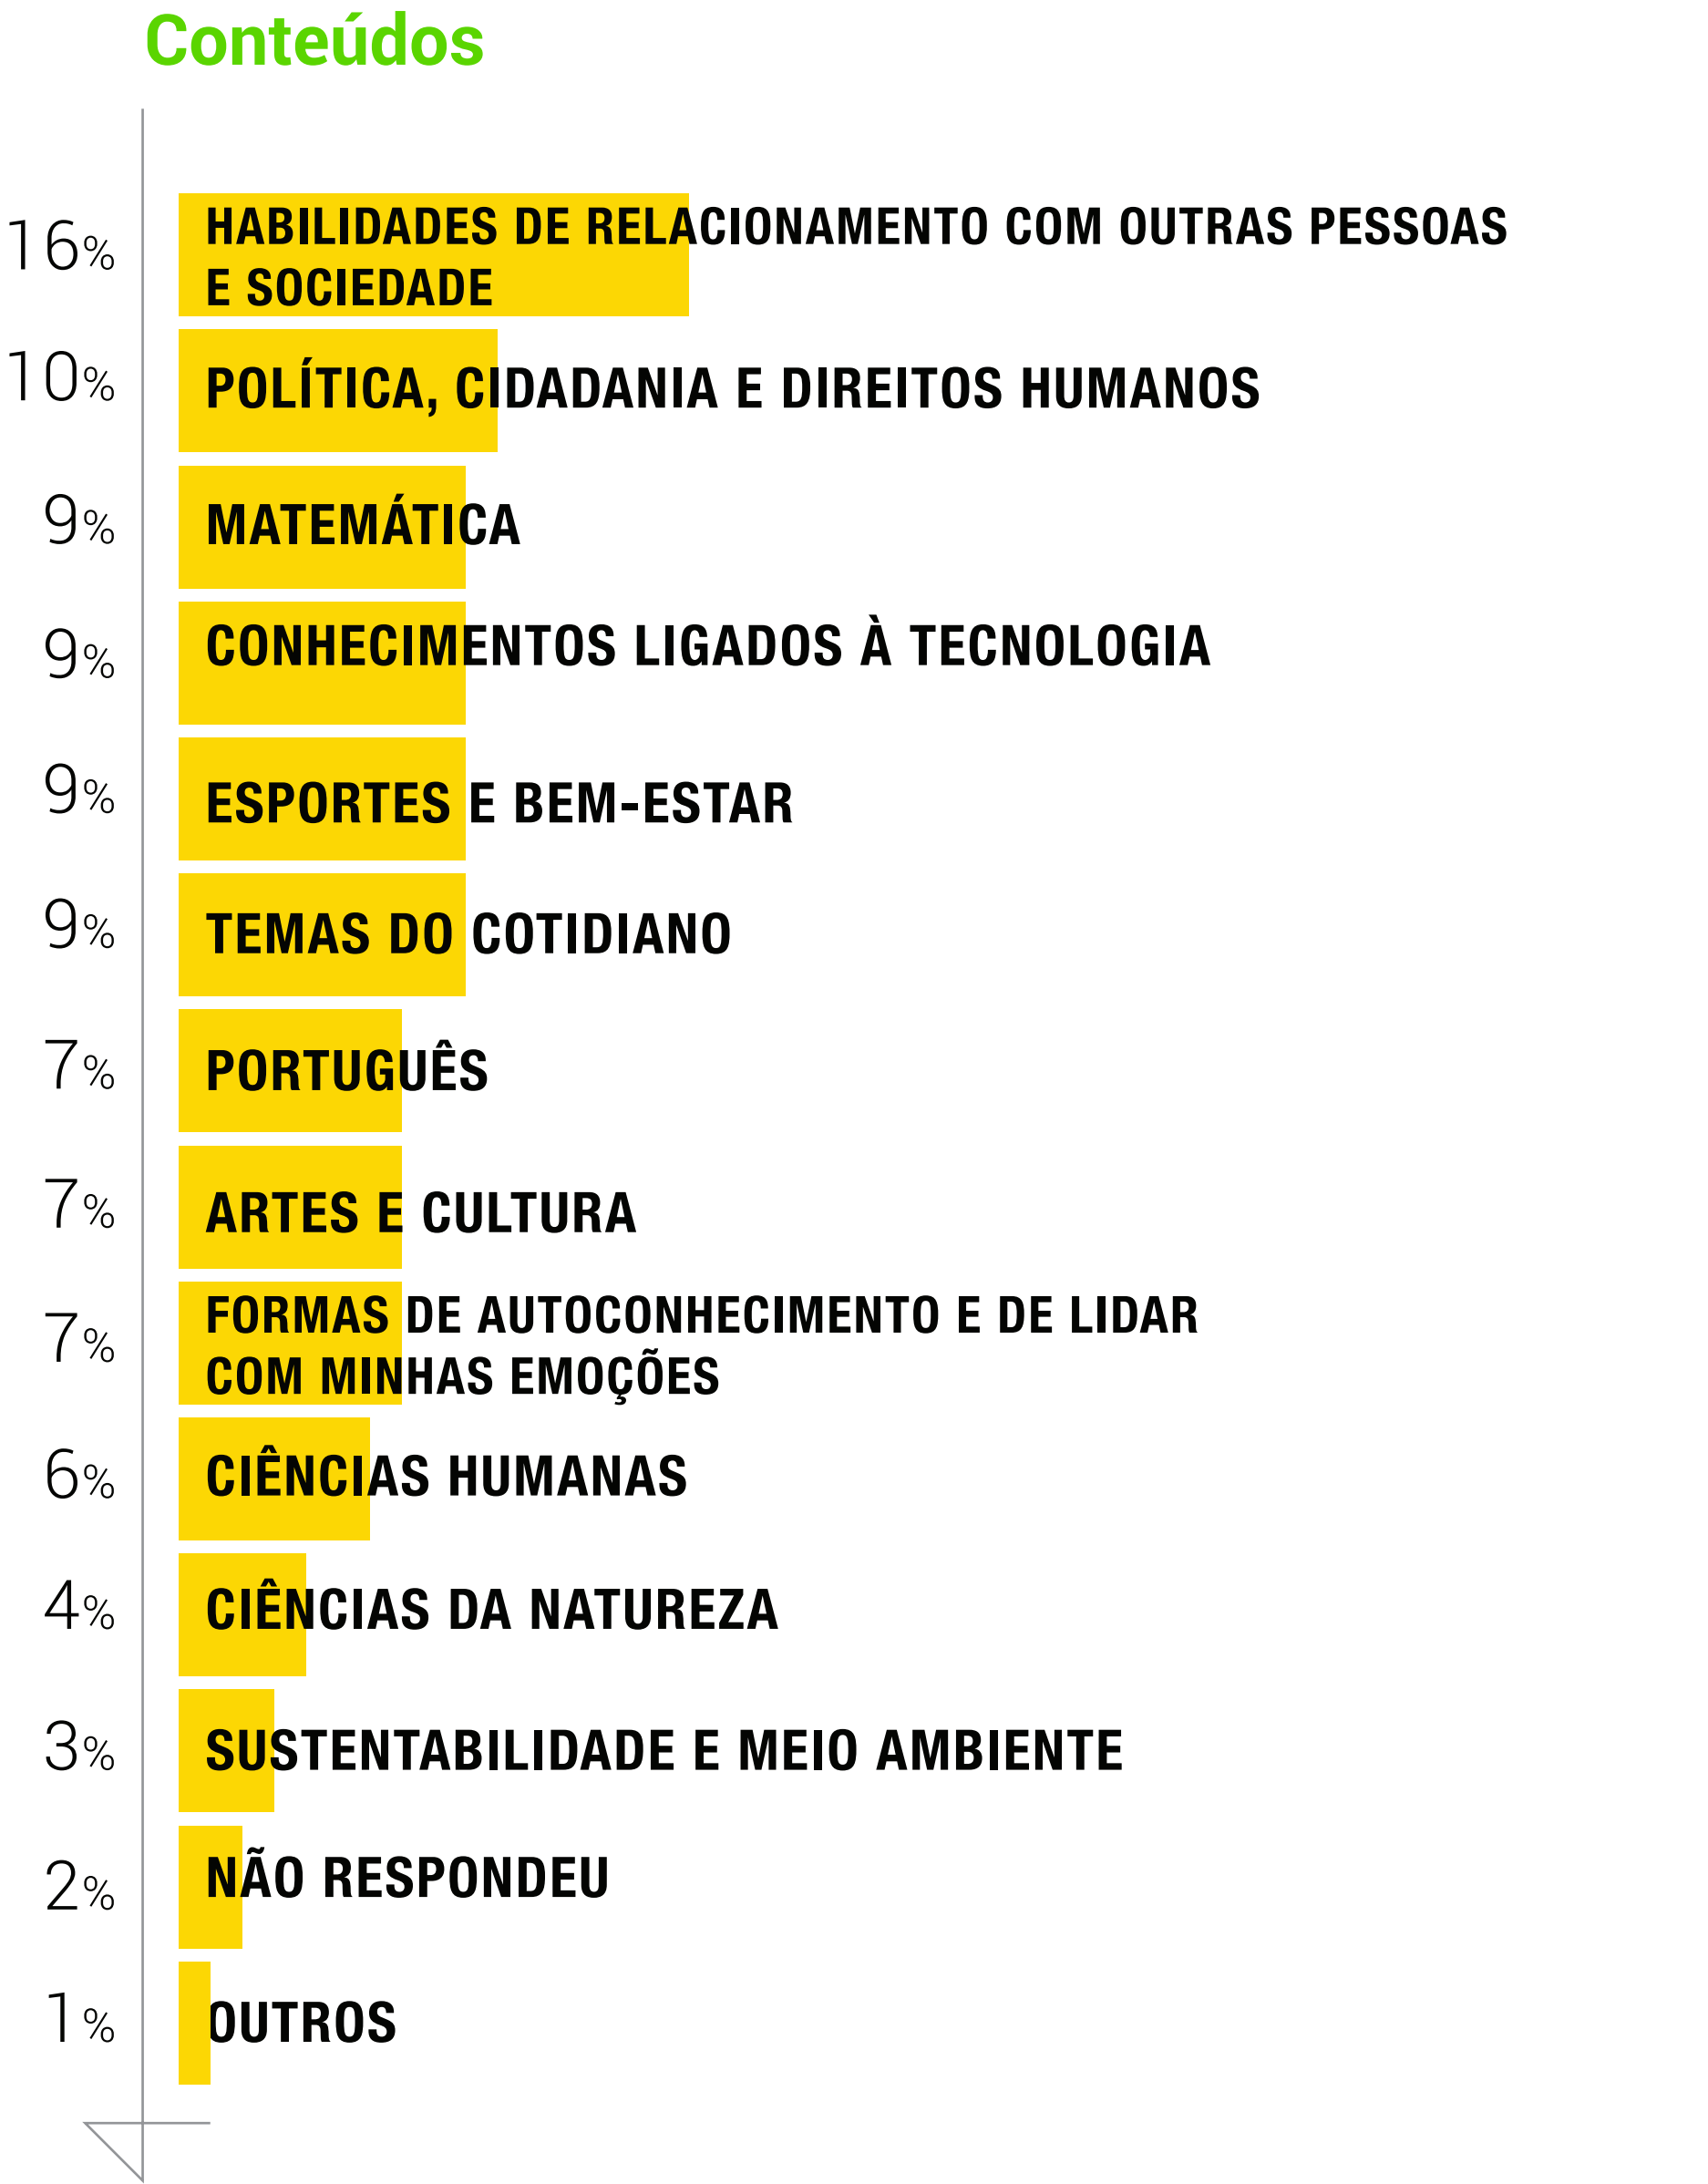 Conteúdos
16% HABILIDADES DE RELACIONAMENTO COM OUTRAS PESSOAS
E SOCIEDADE
10% POLÍTICA, CIDADANIA E DIREITOS HUMANOS
9% MATEMÁTICA
9% CONHECIMENTOS LIGADOS À TECNOLOGIA
9% ESPORTES E BEM-ESTAR
9% TEMAS DO COTIDIANO
7% PORTUGUÊS
7% ARTES E CULTURA
7% FORMAS DE AUTOCONHECIMENTO E DE LIDAR
COM MINHAS EMOÇÕES
6% CIÊNCIAS HUMANAS
4% CIÊNCIAS DA NATUREZA
3% SUSTENTABILIDADE E MEIO AMBIENTE
2% NÃO RESPONDEU
1% OUTROS